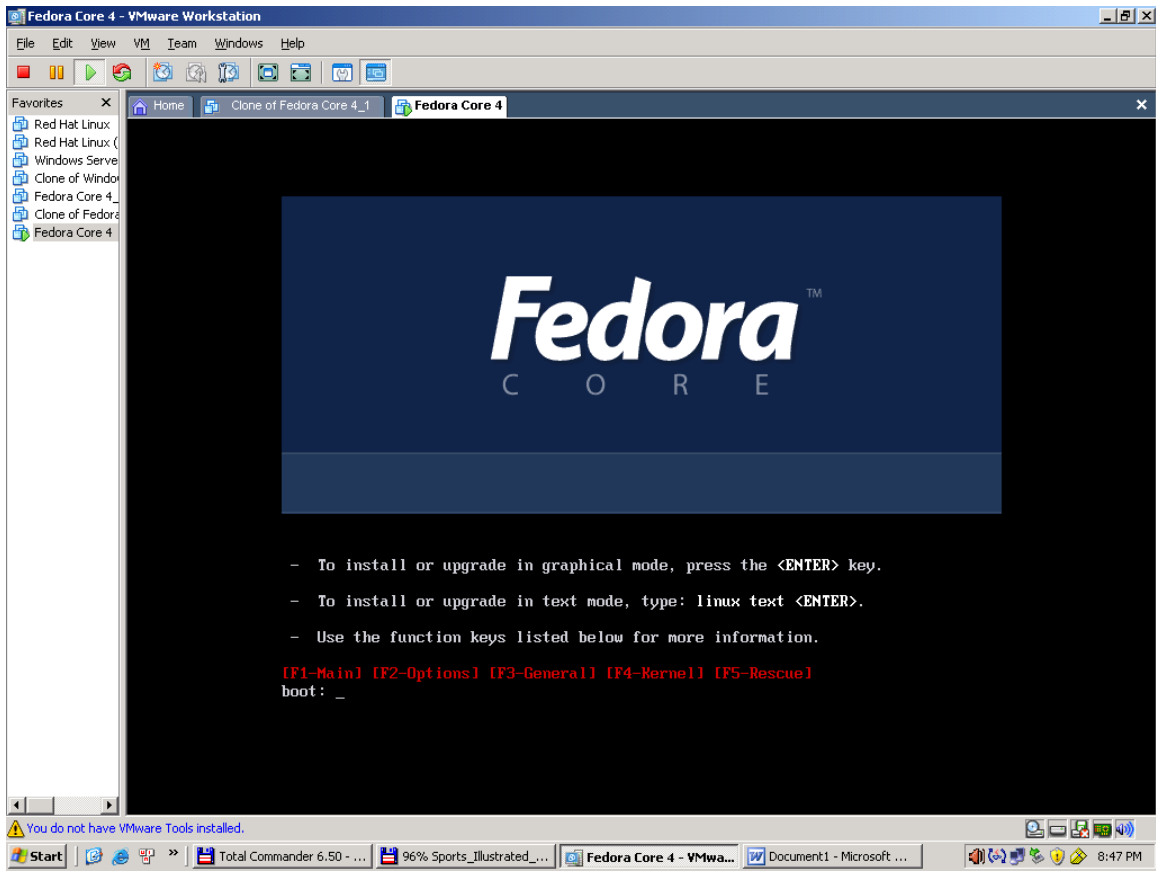 Fedora Core 4 - VMware Workstation
File Edit View VM Team Windows Help
Favorites X
Home Clone of Fedora Core 4_1 Fedora Core 4
Red Hat Linux
Red Hat Linux (
Windows Serve
Clone of Windo
Fedora Core 4_
Clone of Fedora
Fedora Core 4
Fedora™
CORE
- To install or upgrade in graphical mode, press the <ENTER> key.
- To install or upgrade in text mode, type: linux text <ENTER>.
- Use the function keys listed below for more information.
[F1-Main] [F2-Options] [F3-General] [F4-Kernel] [F5-Rescue]
boot: _
You do not have VMware Tools installed.
Start » Total Commander 6.50 - ... 96% Sports_Illustrated_... Fedora Core 4 - VMwa... Document1 - Microsoft ... 8:47 PM